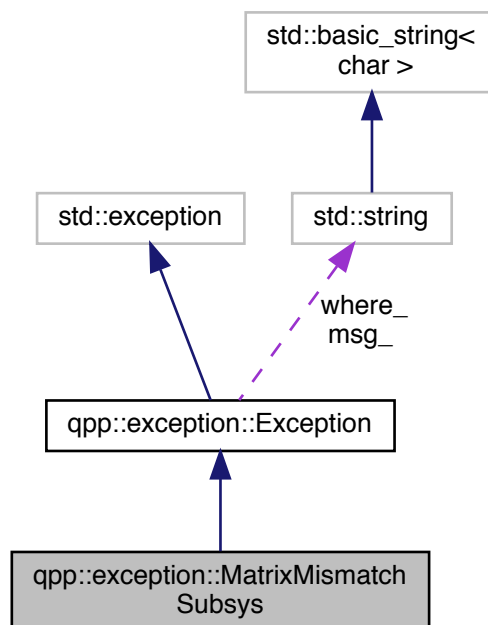 std::basic_string<
char >
std::exception
std::string
where_
msg_
qpp::exception::Exception
qpp::exception::MatrixMismatch
Subsys